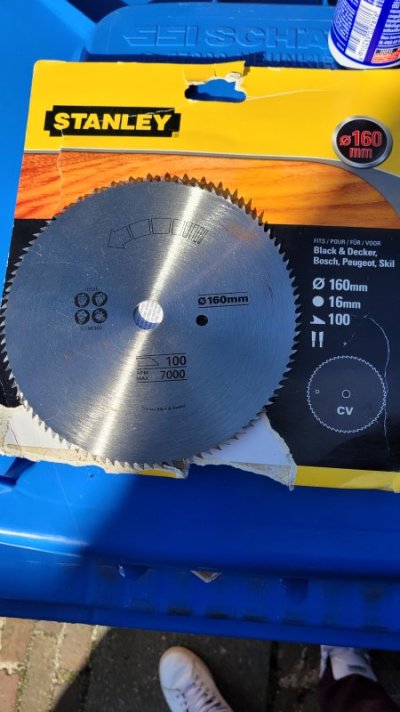 SCHÄ
STANLEY
ø160
mm
FITS / POUR / FÜR / VOOR
Black & Decker,
Bosch, Peugeot, Skil
Ø 160mm
16mm
100
CV
Ø160mm
100
RPM
MAX 7000